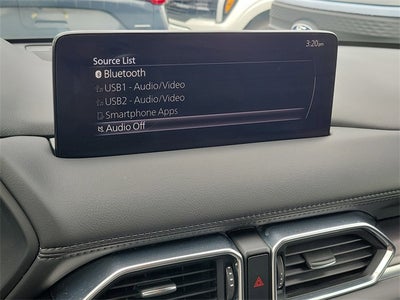 3:20pm
Source List
Bluetooth
USB1 - Audio/Video
USB2 - Audio/Video
Smartphone Apps
Audio Off